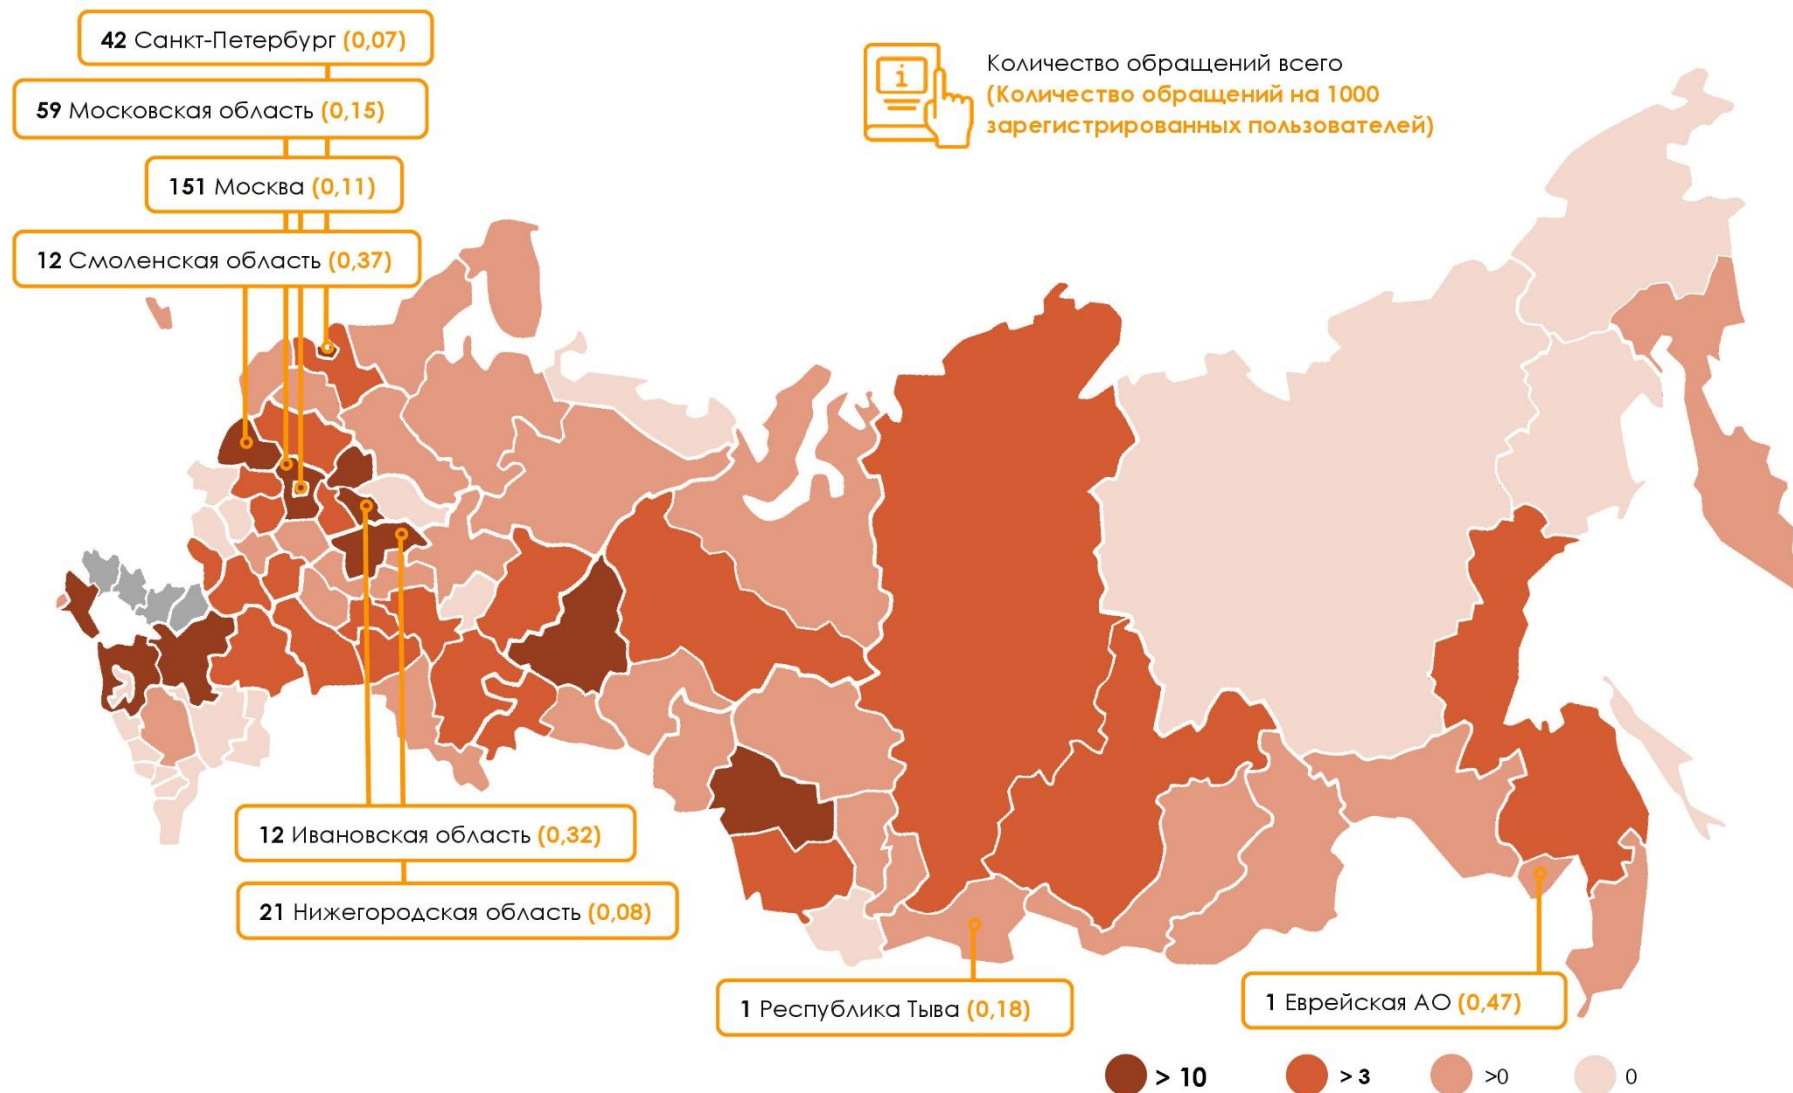 42 Санкт-Петербург (0,07)
59 Московская область (0,15)
151 Москва (0,11)
12 Смоленская область (0,37)
i
Количество обращений всего
(Количество обращений на 1000
зарегистрированных пользователей)
12 Ивановская область (0,32)
21 Нижегородская область (0,08)
1 Республика Тыва (0,18)
1 Еврейская АО (0,47)
> 10
> 3
>0
0